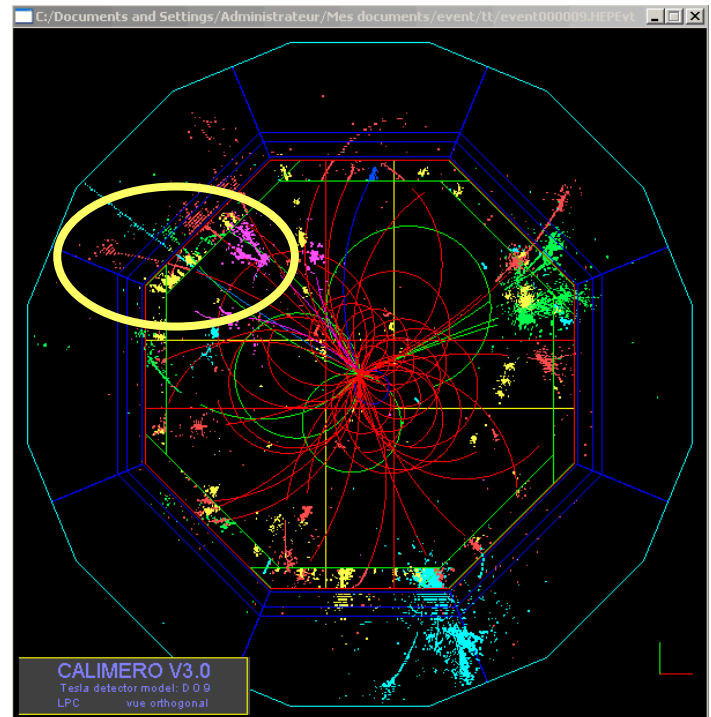 C:/Documents and Settings/Administrateur/Mes documents/event/tt/event000009.HEPEvt
CALIMERO V3.0
Tesla detector model: D 0 9
LPC vue orthogonal